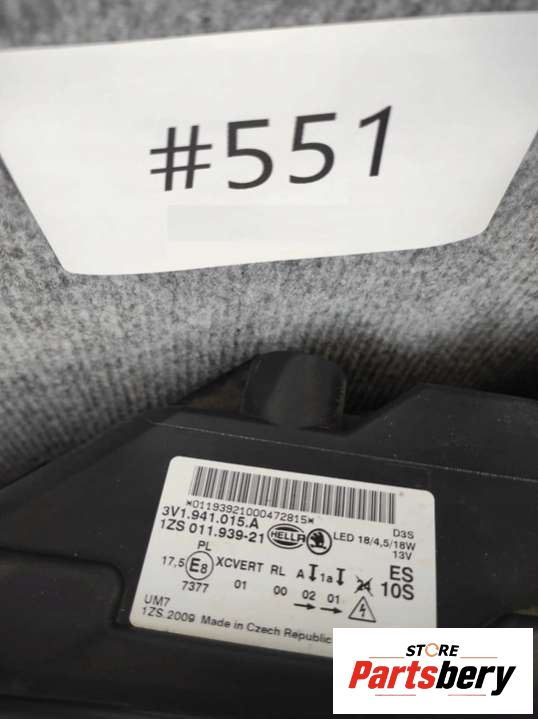 #551
*01193921000472815*
3V1.941.015.A D3S
1ZS 011.939-21 HELLA LED 18/4,5/18W
13V
PL
17.5 E8 XCVERT RL A 1a 24 ES
7377 01 00 02 01 10S
UM7
1ZS.2009 Made in Czech Republic
STORE
Partsbery